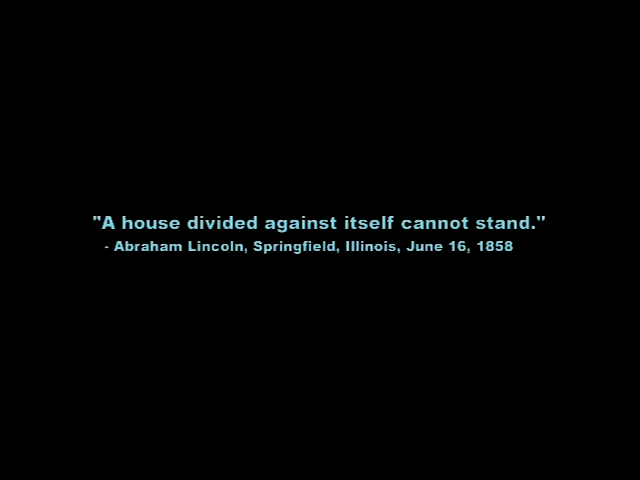 "A house divided against itself cannot stand."
- Abraham Lincoln, Springfield, Illinois, June 16, 1858